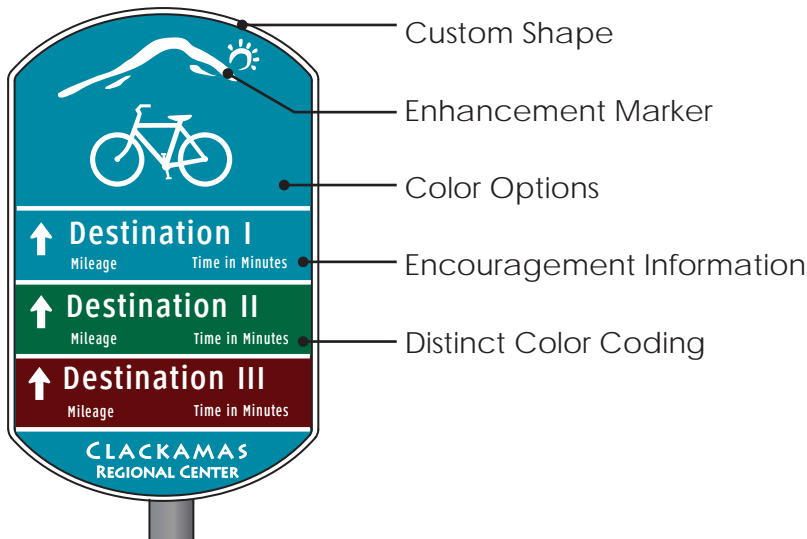 Custom Shape
Enhancement Marker
Color Options
Destination I
Mileage Time in Minutes
Encouragement Information
Destination II
Mileage Time in Minutes
Distinct Color Coding
Destination III
Mileage Time in Minutes
CLACKAMAS
REGIONAL CENTER